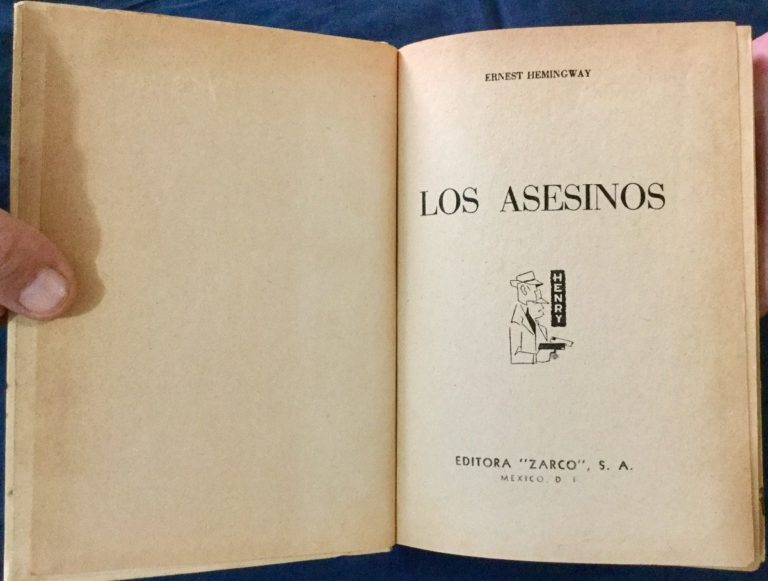 ERNEST HEMINGWAY
LOS ASESINOS
HENRY
EDITORA "ZARCO", S. A.
MEXICO, D F